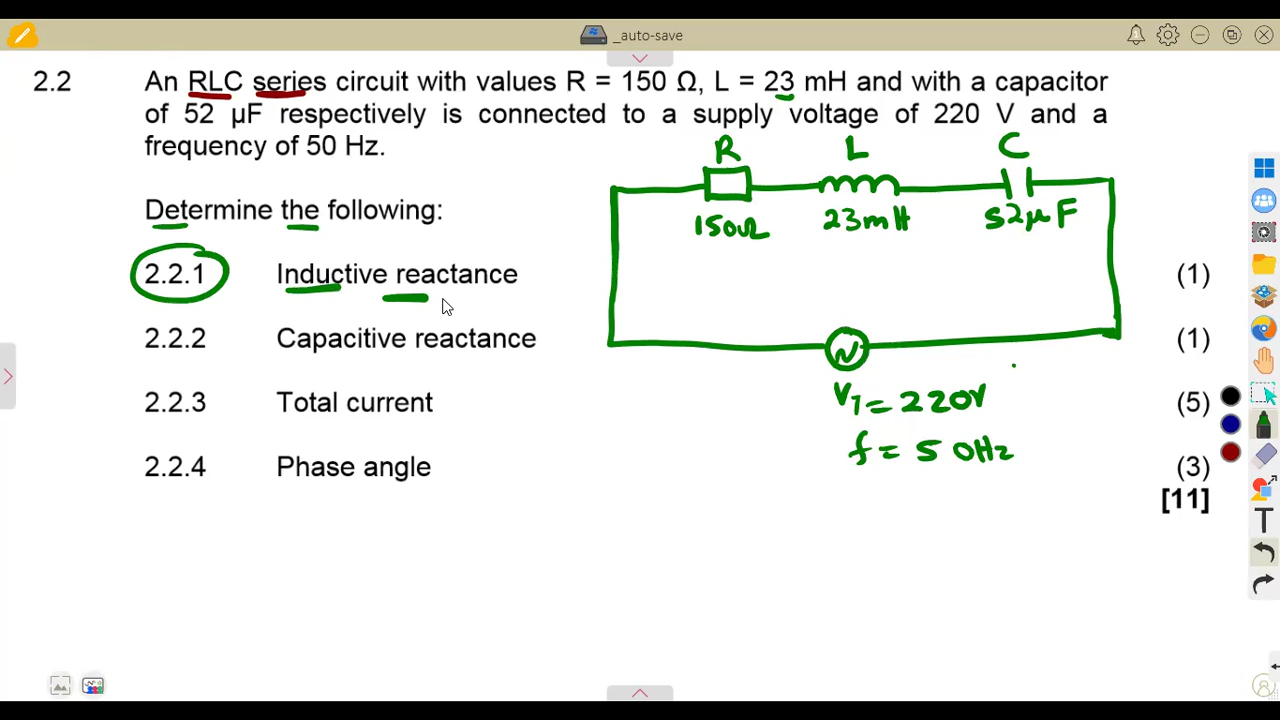 _auto-save
2.2 An RLC series circuit with values R = 150 Ω, L = 23 mH and with a capacitor
of 52 μF respectively is connected to a supply voltage of 220 V and a
frequency of 50 Hz.
R L C
150Ω 23mH 52μF
Determine the following:
2.2.1 Inductive reactance (1)
2.2.2 Capacitive reactance (1)
N
VT = 220V
2.2.3 Total current (5)
f = 50Hz
2.2.4 Phase angle (3)
[11]
T